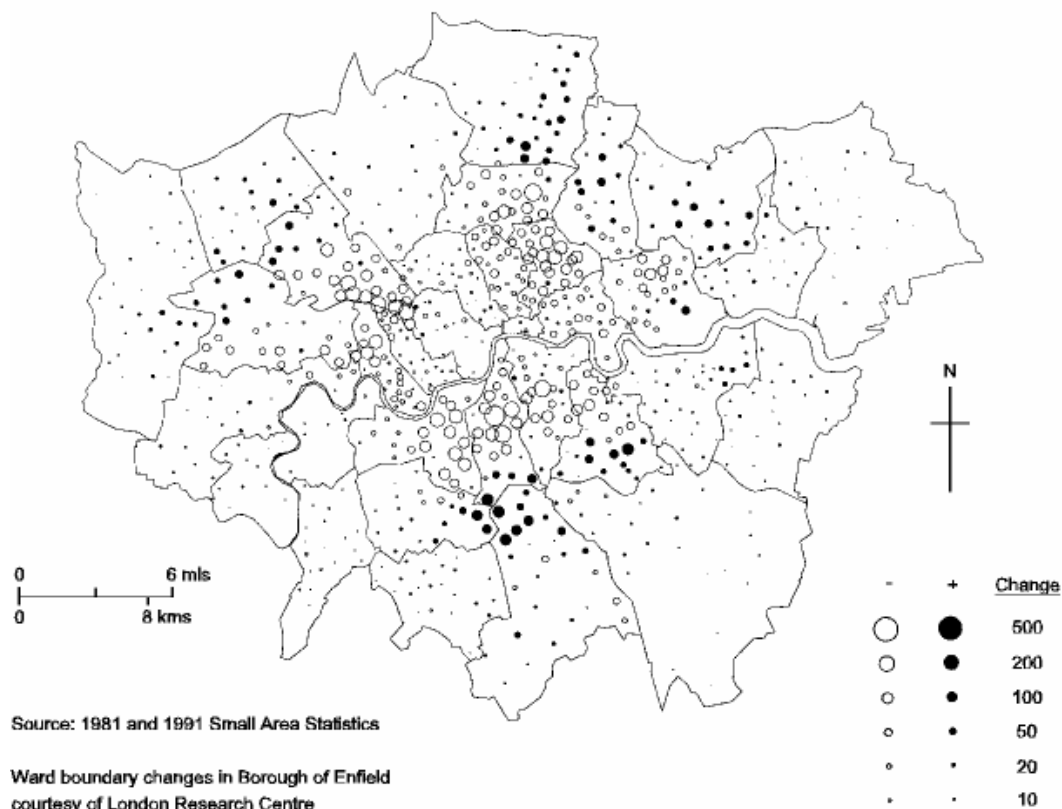 N
0 6 mls
0 8 kms
- + Change
500
200
100
50
20
10
Source: 1981 and 1991 Small Area Statistics
Ward boundary changes in Borough of Enfield
courtesy of London Research Centre